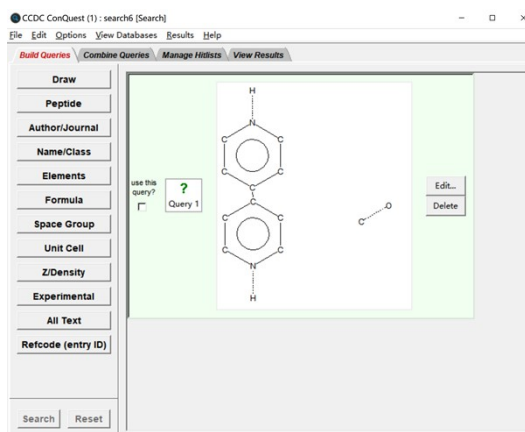 CCDC ConQuest (1) : search6 [Search]
File Edit Options View Databases Results Help
Build Queries Combine Queries Manage Hitlists View Results
Draw
Peptide
Author/Journal
Name/Class
Elements
Formula
Space Group
Unit Cell
Z/Density
Experimental
All Text
Refcode (entry ID)
Search Reset
use this
query?
?
Query 1
H
N
C C
C C
C
C
C C
C C
N
H
O
C
Edit...
Delete